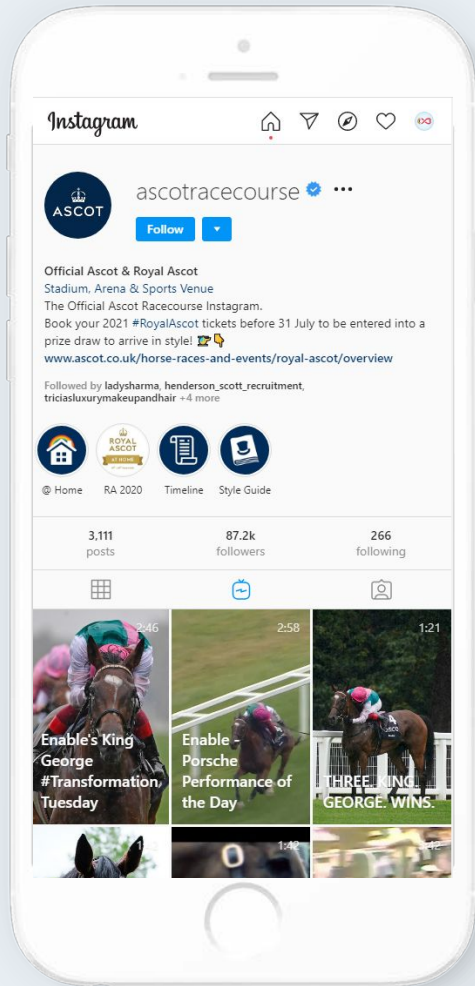 Instagram
ASCOT
ascotracecourse
Follow
Official Ascot & Royal Ascot
Stadium, Arena & Sports Venue
The Official Ascot Racecourse Instagram.
Book your 2021 #RoyalAscot tickets before 31 July to be entered into a
prize draw to arrive in style!
www.ascot.co.uk/horse-races-and-events/royal-ascot/overview
Followed by ladysharma, henderson_scott_recruitment,
triciasluxurymakeupandhair +4 more
ROYAL
ASCOT
AT HOME
@ Home RA 2020 Timeline Style Guide
3,111 87.2k 266
posts followers following
2:46 2:58 1:21
Enable's King
George
#Transformation
Tuesday
Enable -
Porsche
Performance of
the Day
4
ASCOT
THREE. KING.
GEORGE. WINS.
1:42